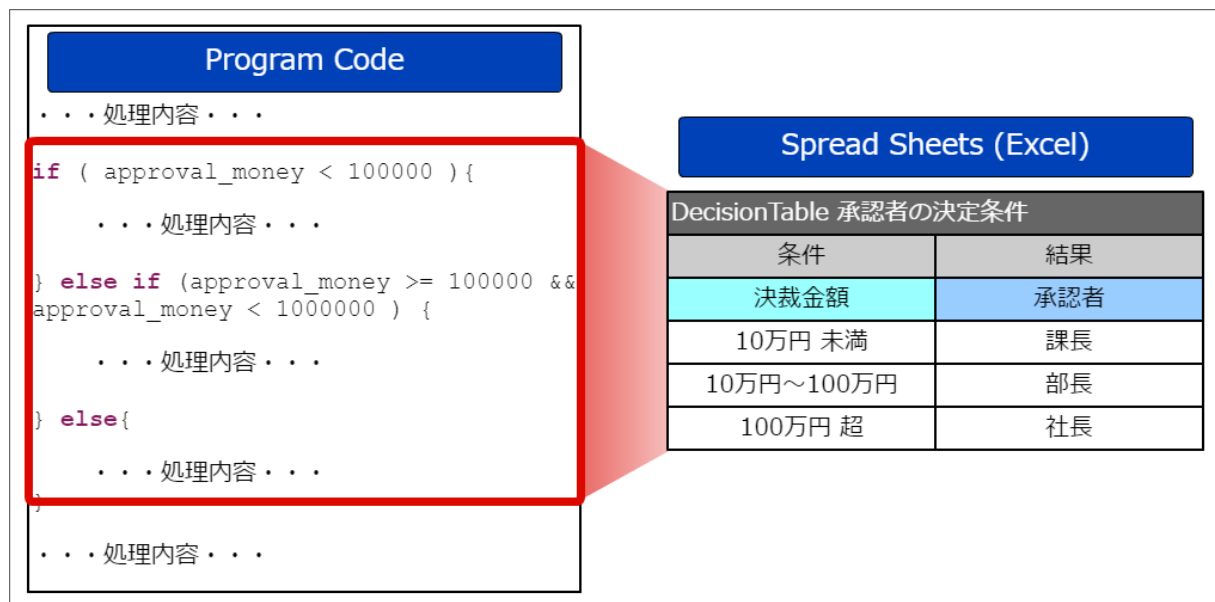 Program Code
・・・処理内容・・・
if ( approval_money < 100000 ){
・・・処理内容・・・
} else if (approval_money >= 100000 &&
approval_money < 1000000 ) {
・・・処理内容・・・
} else{
・・・処理内容・・・
}
・・・処理内容・・・
Spread Sheets (Excel)
DecisionTable 承認者の決定条件
条件 結果
決裁金額 承認者
10万円 未満 課長
10万円～100万円 部長
100万円 超 社長